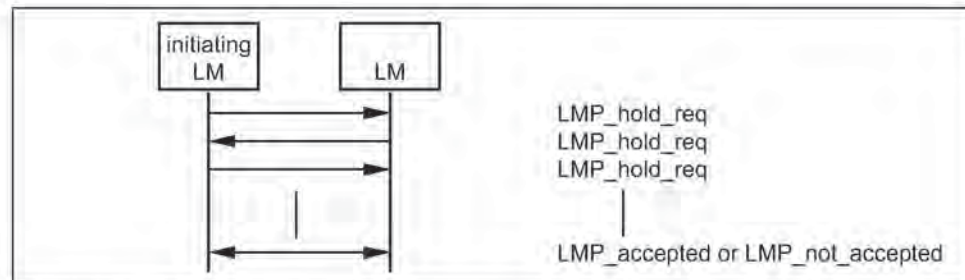 initiating
LM
LM
LMP_hold_req
LMP_hold_req
LMP_hold_req
LMP_accepted or LMP_not_accepted